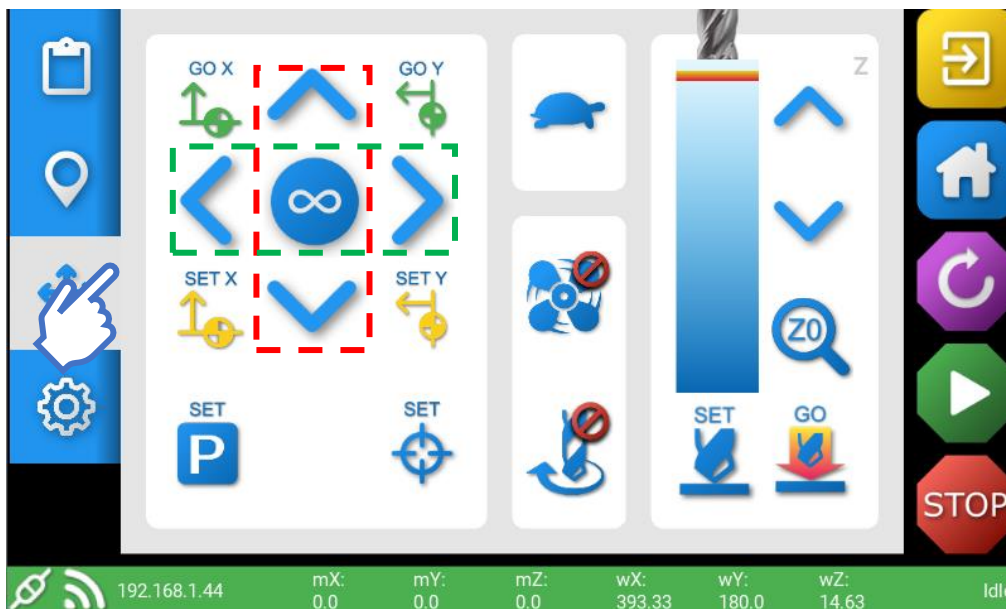 GO X
GO Y
Z
SET X
SET Y
Z0
SET
SET
SET
GO
P
STOP
192.168.1.44
mX:
0.0
mY:
0.0
mZ:
0.0
wX:
393.33
wY:
180.0
wZ:
14.63